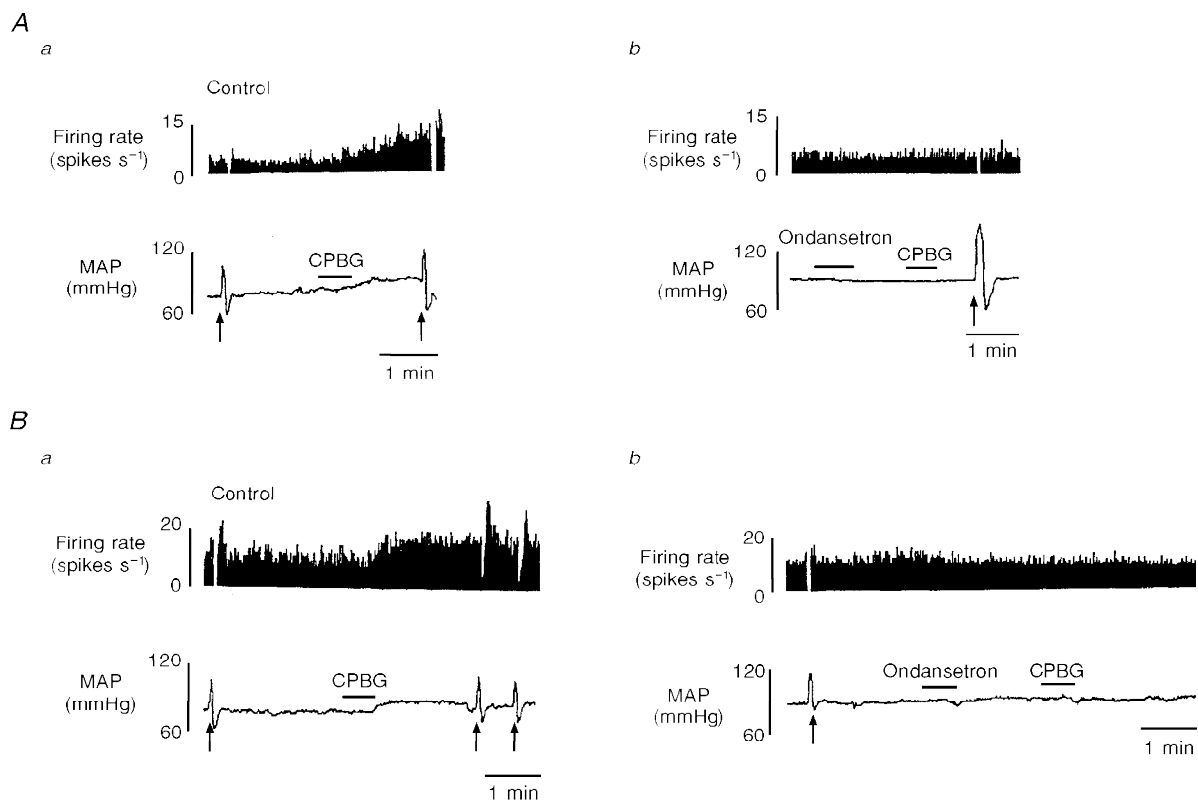 A
a
Control
Firing rate
(spikes s⁻¹)
15
0
MAP
(mmHg)
120
60
CPBG
1 min
b
Firing rate
(spikes s⁻¹)
15
0
MAP
(mmHg)
120
60
Ondansetron
CPBG
1 min
B
a
Control
Firing rate
(spikes s⁻¹)
20
0
MAP
(mmHg)
120
60
CPBG
1 min
b
Firing rate
(spikes s⁻¹)
20
0
MAP
(mmHg)
120
60
Ondansetron
CPBG
1 min